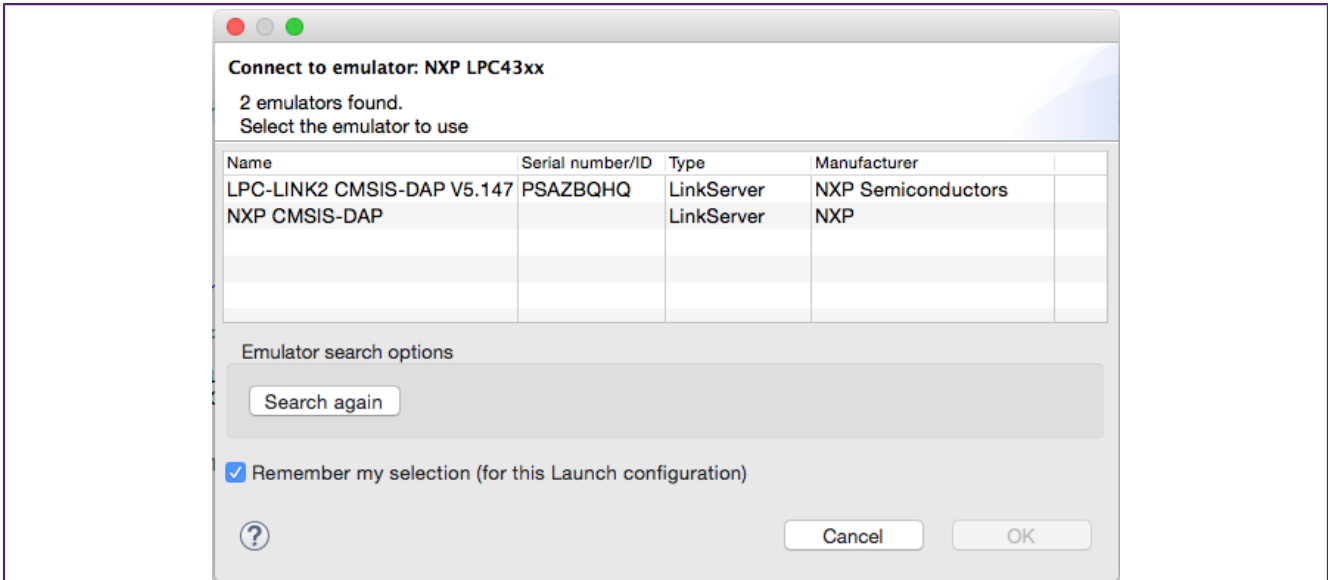 Connect to emulator: NXP LPC43xx
2 emulators found.
Select the emulator to use
Name Serial number/ID Type Manufacturer
LPC-LINK2 CMSIS-DAP V5.147 PSAZBQHQ LinkServer NXP Semiconductors
NXP CMSIS-DAP LinkServer NXP
Emulator search options
Search again
Remember my selection (for this Launch configuration)
? Cancel OK